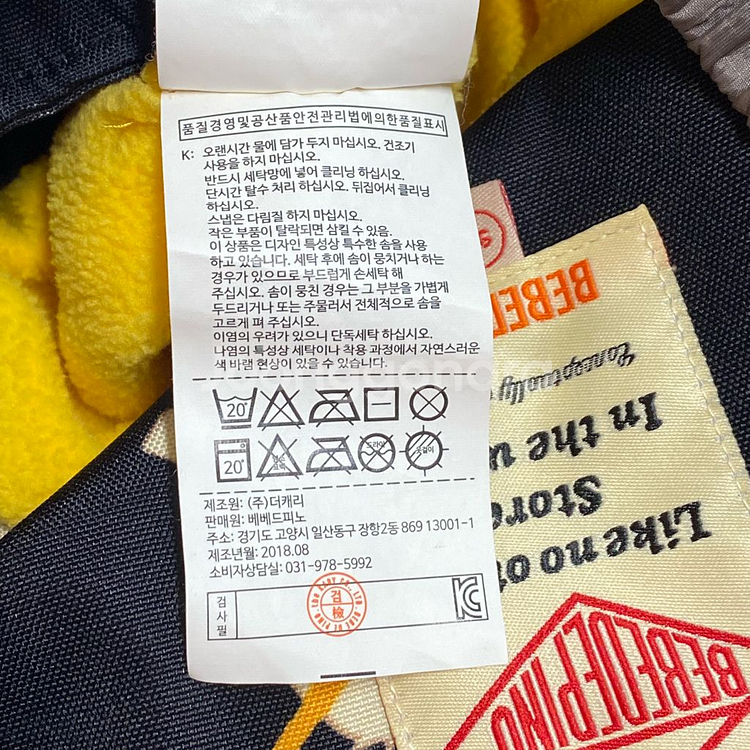 품질경영및공산품안전관리법에의한품질표시
K: 오랜시간 물에 담가 두지 마십시오. 건조기
사용을 하지 마십시오.
반드시 세탁망에 넣어 클리닝 하십시오.
단시간 탈수 처리 하십시오. 뒤집어서 클리닝
하십시오.
스냅은 다림질 하지 마십시오.
작은 부품이 탈락되면 삼킬 수 있음.
이 상품은 디자인 특성상 특수한 솜을 사용
하고 있습니다. 세탁 후에 솜이 뭉치거나 하는
경우가 있으므로 부드럽게 손세탁 해
주십시오. 솜이 뭉친 경우는 그 부분을 가볍게
두드리거나 또는 주물러서 전체적으로 솜을
고르게 펴 주십시오.
이염의 우려가 있으니 단독세탁 하십시오.
나염의 특성상 세탁이나 착용 과정에서 자연스러운
색 바램 현상이 있을 수 있습니다.
20°
20°
드라이
옷걸이
제조원: (주)더캐리
판매원: 베베드피노
주소: 경기도 고양시 일산동구 장항2동 869 13001-1
제조년월: 2018.08
소비자상담실: 031-978-5992
검사필
검
檢
KC
S
BEBEDE
Conceptually
In the w
Store
Like no ot
BEBEDEPINO
BEBEDEPINO